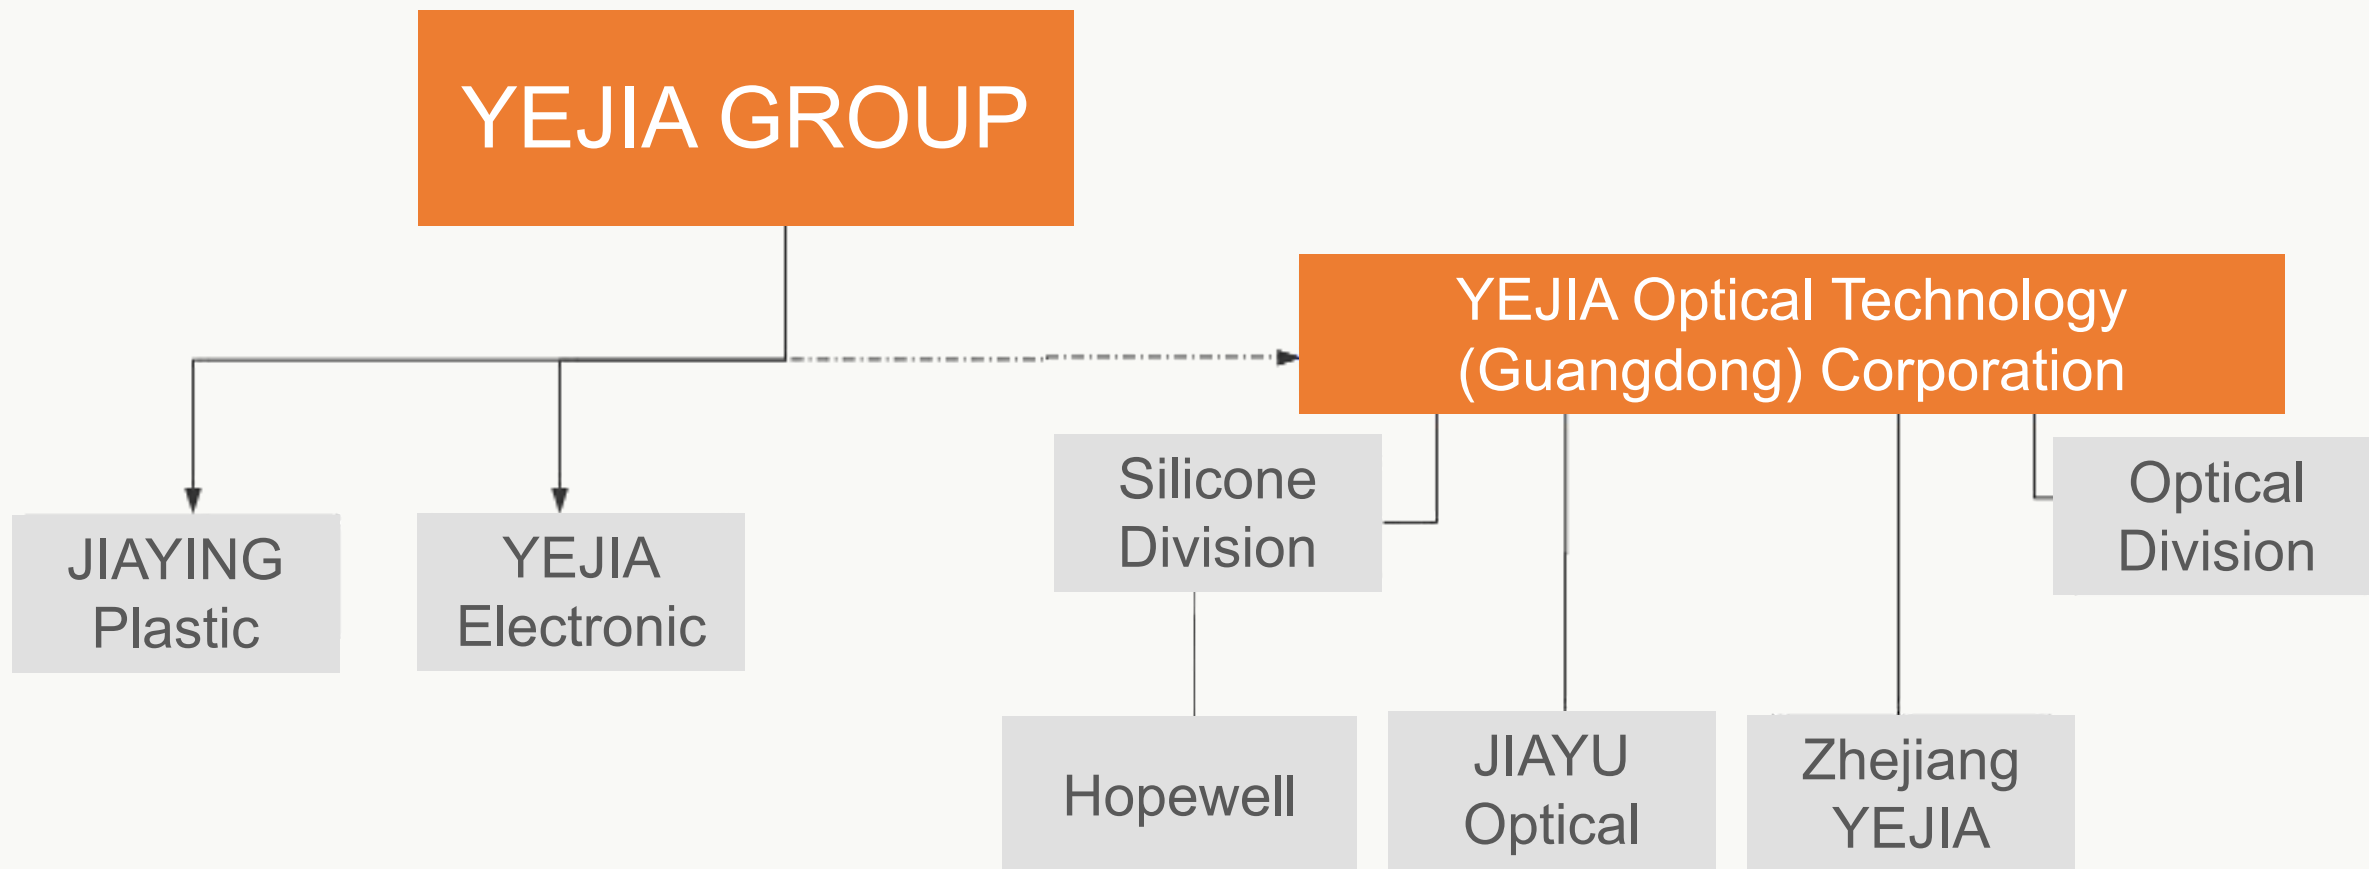 YEJIA GROUP
YEJIA Optical Technology
(Guangdong) Corporation
Silicone
Division
Optical
Division
JIAYING
Plastic
YEJIA
Electronic
Hopewell
JIAYU
Optical
Zhejiang
YEJIA